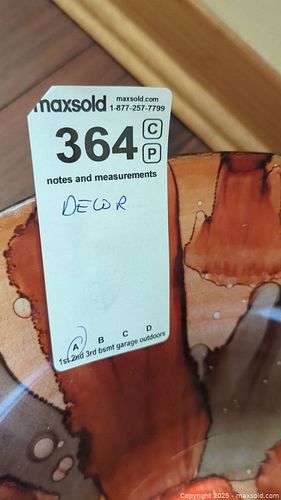 maxsold maxsold.com
1-877-257-7799
364 C
P
notes and measurements
DECOR
A B C D
1st 2nd 3rd bsmt garage outdoors
Copyright © 2025 - maxsold.com